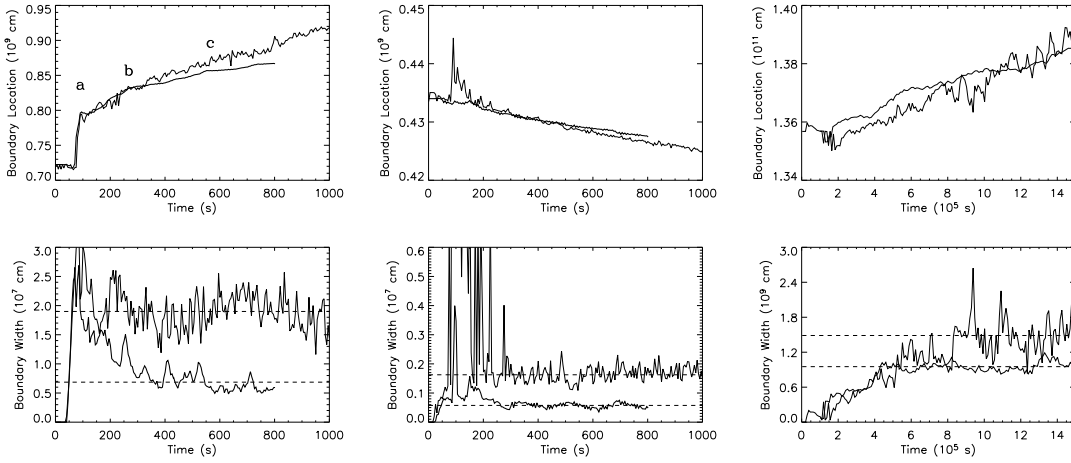 0.95
0.90
0.85
0.80
0.75
0.70
Boundary Location (10⁹ cm)
a
b
c
0 200 400 600 800 1000
Time (s)
0.45
0.44
0.43
0.42
Boundary Location (10⁹ cm)
0 200 400 600 800 1000
Time (s)
1.40
1.38
1.36
1.34
Boundary Location (10¹¹ cm)
0 2 4 6 8 10 12 14
Time (10⁵ s)
3.0
2.5
2.0
1.5
1.0
0.5
0.0
Boundary Width (10⁷ cm)
0 200 400 600 800 1000
Time (s)
0.6
0.5
0.4
0.3
0.2
0.1
0.0
Boundary Width (10⁷ cm)
0 200 400 600 800 1000
Time (s)
3.0
2.4
1.8
1.2
0.6
0.0
Boundary Width (10⁹ cm)
0 2 4 6 8 10 12 14
Time (10⁵ s)